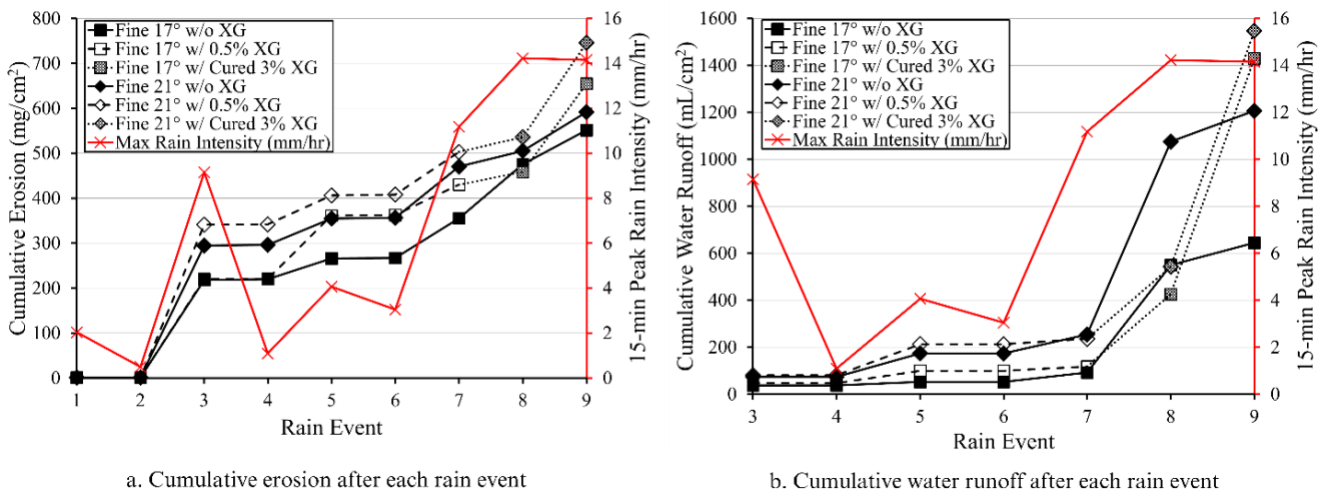 800
700
600
500
400
300
200
100
0
Cumulative Erosion (mg/cm²)
Fine 17° w/o XG
Fine 17° w/ 0.5% XG
Fine 17° w/ Cured 3% XG
Fine 21° w/o XG
Fine 21° w/ 0.5% XG
Fine 21° w/ Cured 3% XG
Max Rain Intensity (mm/hr)
16
14
12
10
8
6
4
2
0
15-min Peak Rain Intensity (mm/hr)
1 2 3 4 5 6 7 8 9
Rain Event
a. Cumulative erosion after each rain event
1600
1400
1200
1000
800
600
400
200
0
Cumulative Water Runoff (mL/cm²)
Fine 17° w/o XG
Fine 17° w/ 0.5% XG
Fine 17° w/ Cured 3% XG
Fine 21° w/o XG
Fine 21° w/ 0.5% XG
Fine 21° w/ Cured 3% XG
Max Rain Intensity (mm/hr)
16
14
12
10
8
6
4
2
0
15-min Peak Rain Intensity (mm/hr)
3 4 5 6 7 8 9
Rain Event
b. Cumulative water runoff after each rain event